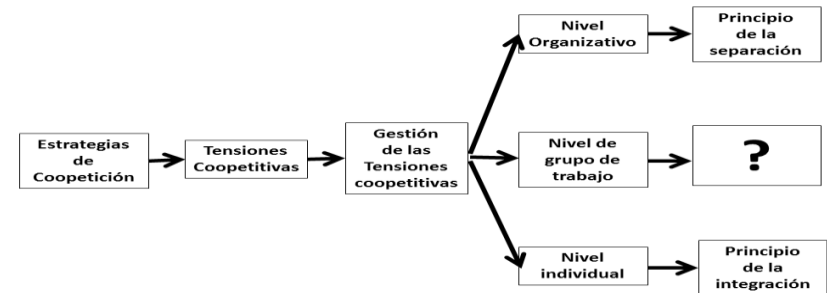 Estrategias
de
Coopetición
Tensiones
Coopetitivas
Gestión
de las
Tensiones
coopetitivas
Nivel
Organizativo
Principio
de la
separación
Nivel de
grupo de
trabajo
?
Nivel
individual
Principio
de la
integración